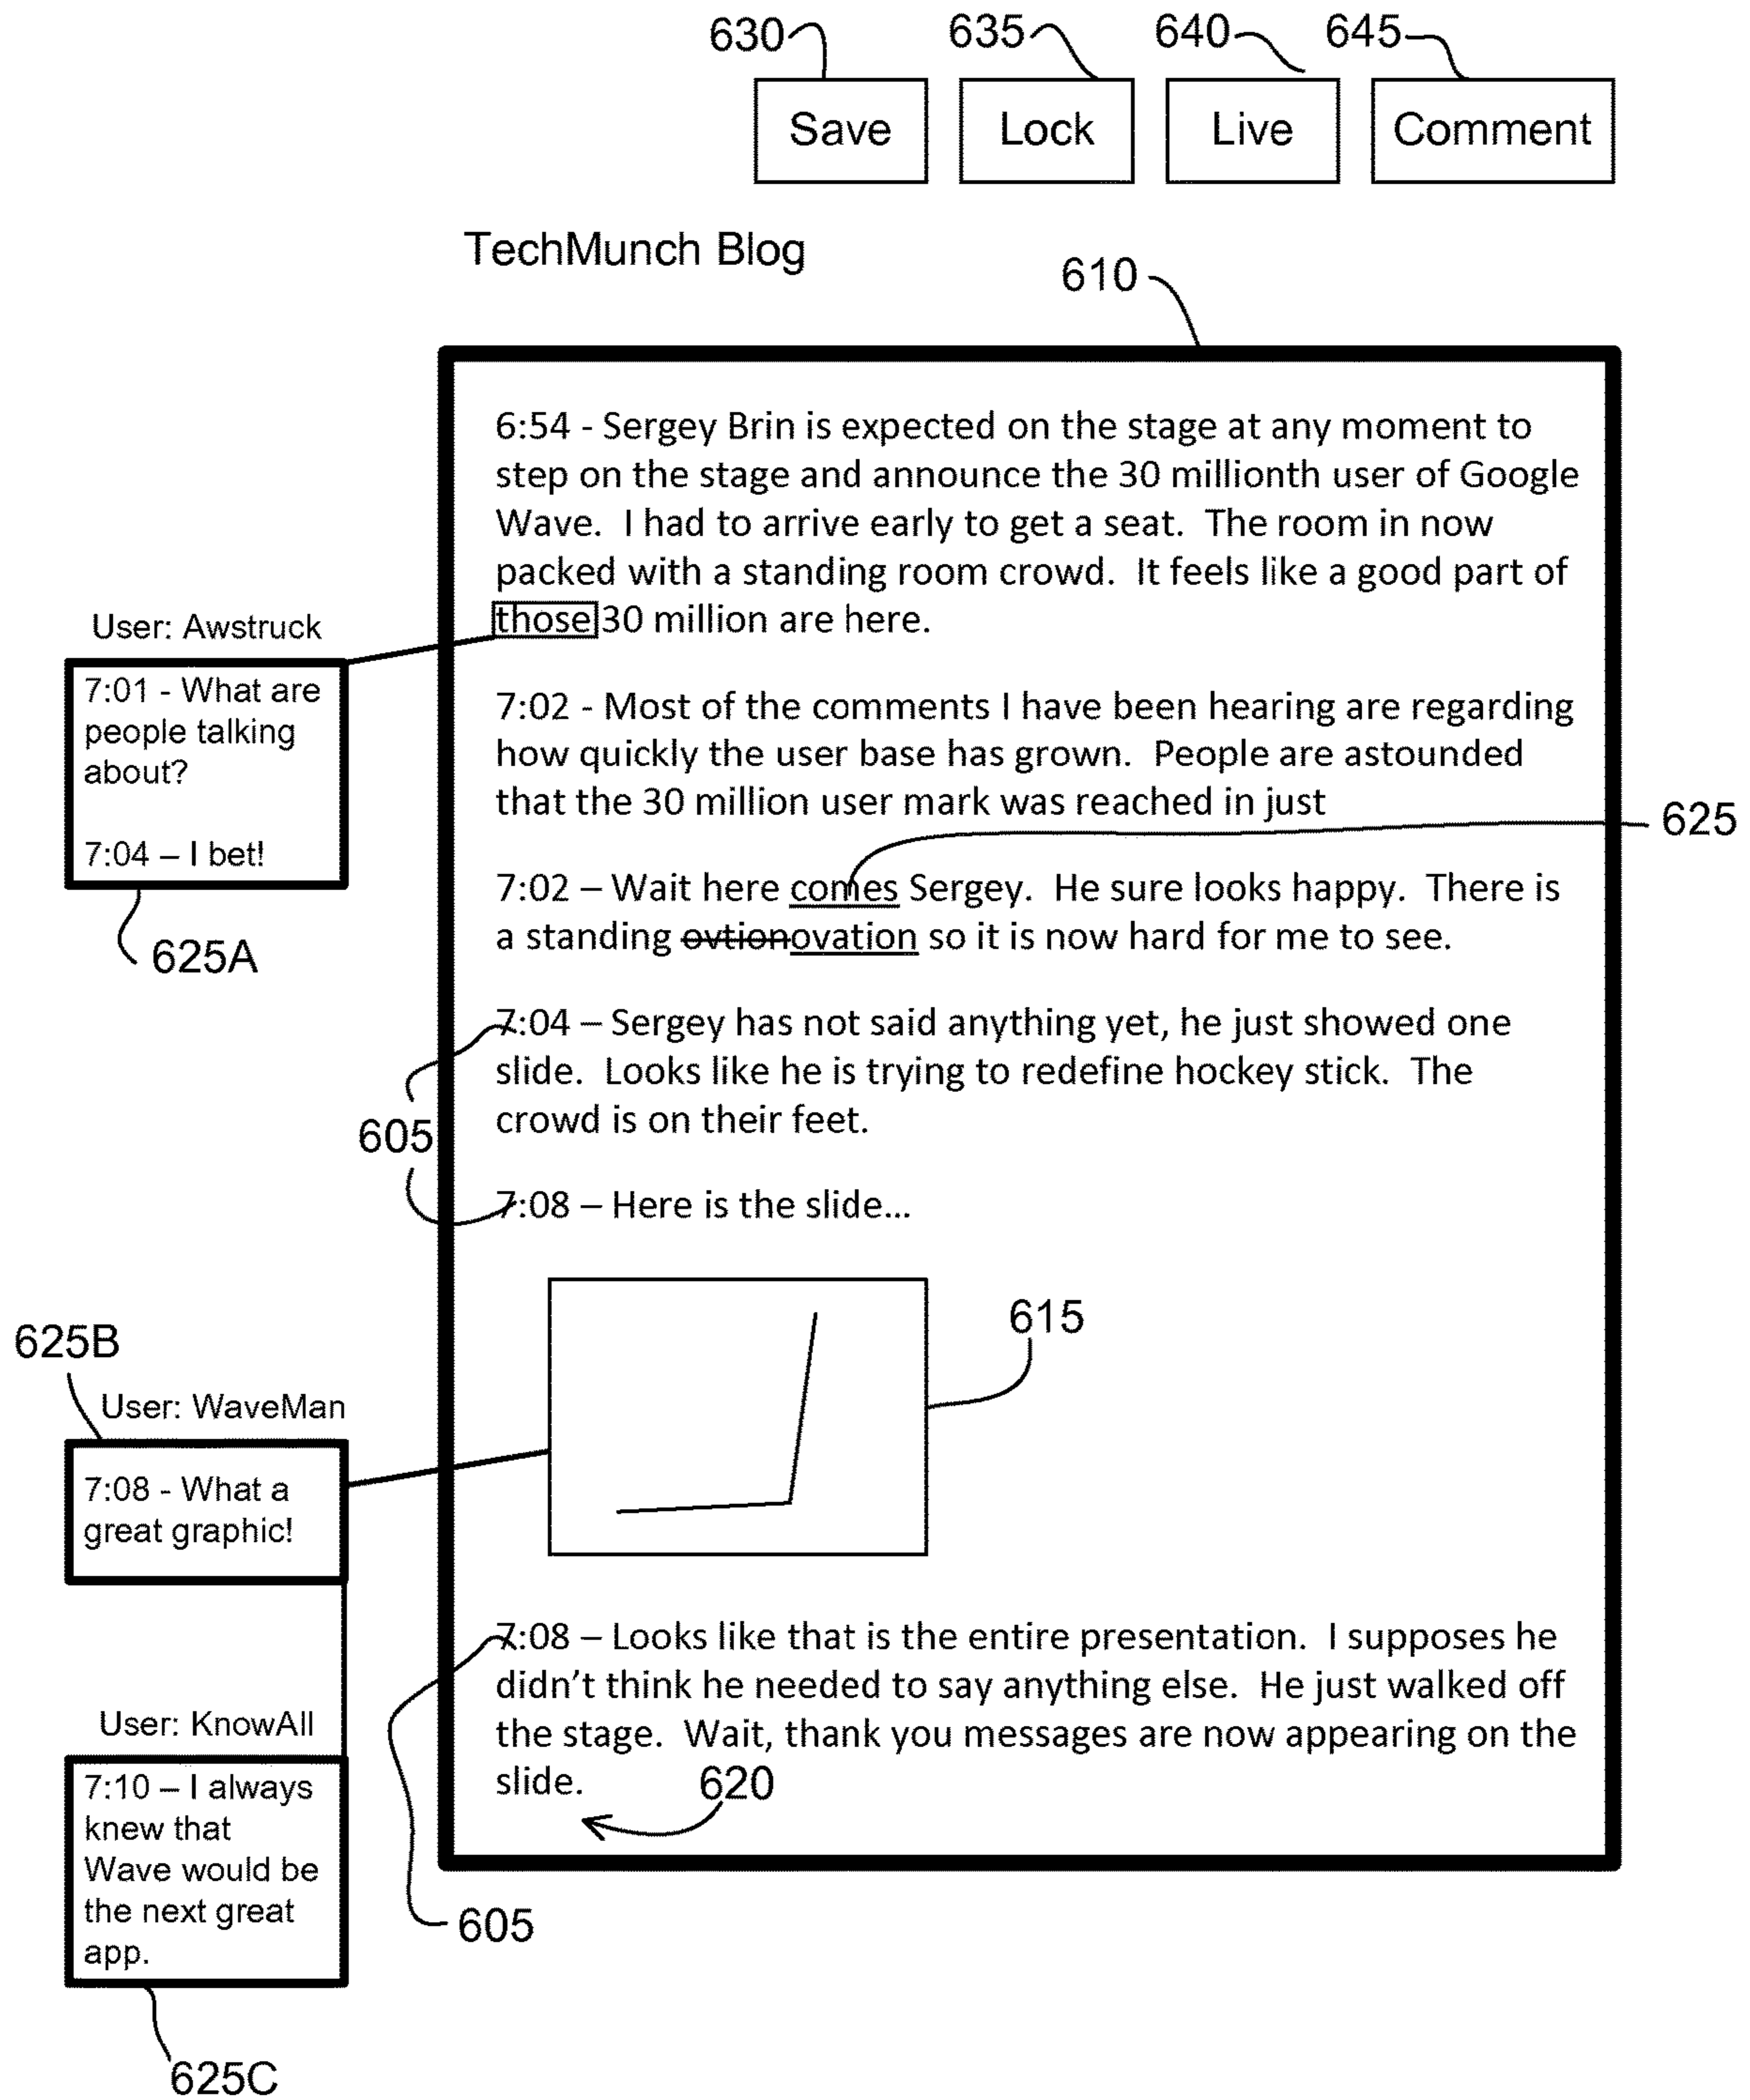 630 635 640 645
Save Lock Live Comment
TechMunch Blog
610
6:54 - Sergey Brin is expected on the stage at any moment to
step on the stage and announce the 30 millionth user of Google
Wave. I had to arrive early to get a seat. The room in now
packed with a standing room crowd. It feels like a good part of
those 30 million are here.
User: Awstruck
7:01 - What are
people talking
about?
7:04 – I bet!
625A
7:02 - Most of the comments I have been hearing are regarding
how quickly the user base has grown. People are astounded
that the 30 million user mark was reached in just
625
7:02 – Wait here comes Sergey. He sure looks happy. There is
a standing ovtionovation so it is now hard for me to see.
7:04 – Sergey has not said anything yet, he just showed one
slide. Looks like he is trying to redefine hockey stick. The
crowd is on their feet.
605
7:08 – Here is the slide...
615
625B
User: WaveMan
7:08 - What a
great graphic!
7:08 – Looks like that is the entire presentation. I supposes he
didn't think he needed to say anything else. He just walked off
the stage. Wait, thank you messages are now appearing on the
slide.
620
User: KnowAll
7:10 – I always
knew that
Wave would be
the next great
app.
605
625C